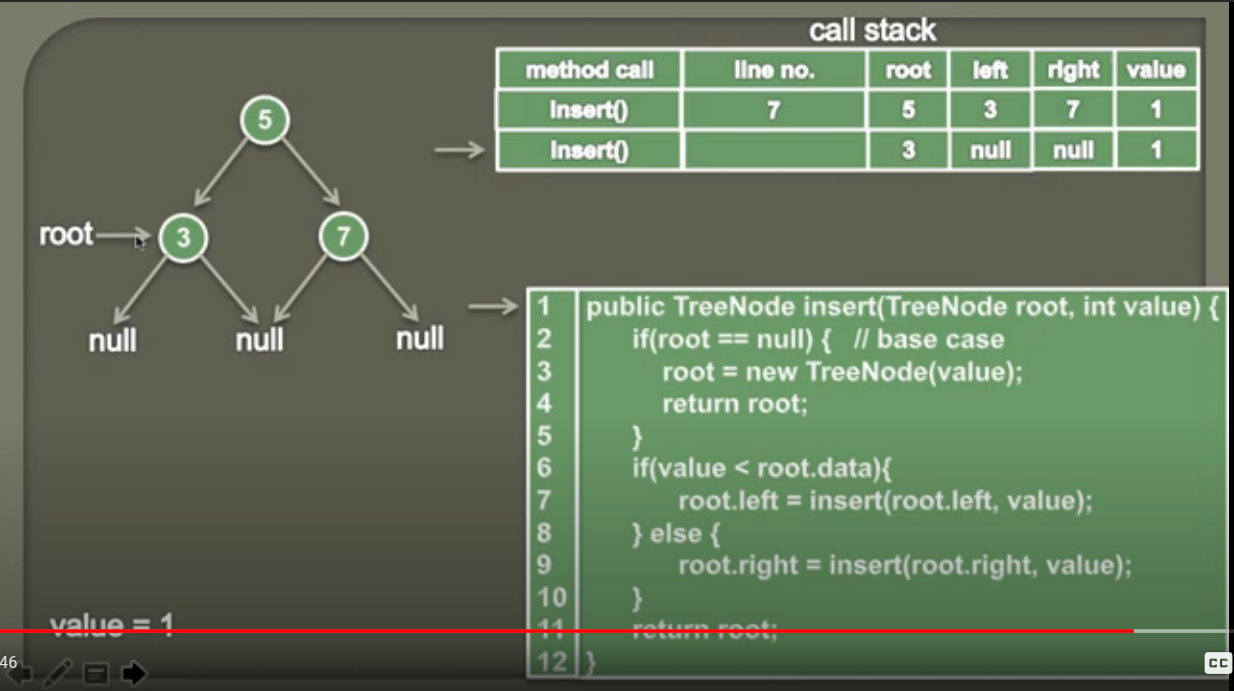 call stack
method call line no. root left right value
Insert() 7 5 3 7 1
Insert() 3 null null 1
5
root 3 7
null null null
1 public TreeNode insert(TreeNode root, int value) {
2 if(root == null) { // base case
3 root = new TreeNode(value);
4 return root;
5 }
6 if(value < root.data){
7 root.left = insert(root.left, value);
8 } else {
9 root.right = insert(root.right, value);
10 }
11 return root;
12 }
value = 1
46
CC